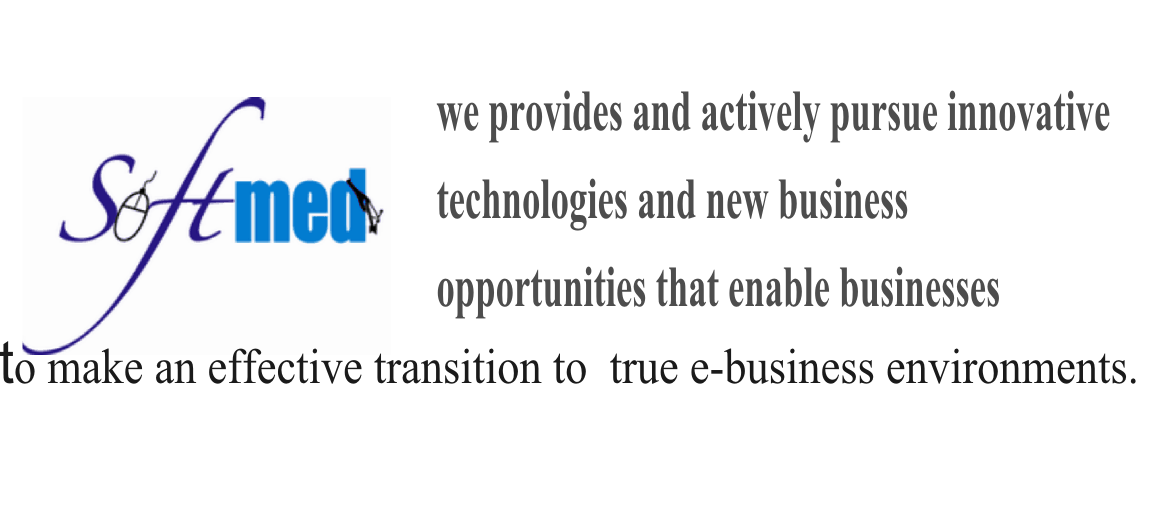 Softmed
we provides and actively pursue innovative
technologies and new business
opportunities that enable businesses
to make an effective transition to  true e-business environments.